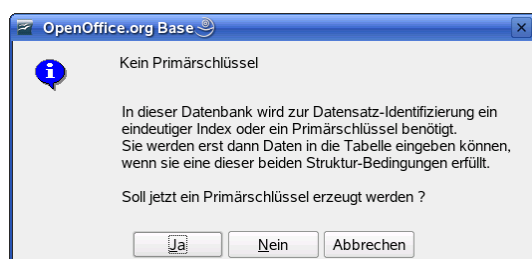 OpenOffice.org Base
Kein Primärschlüssel
In dieser Datenbank wird zur Datensatz-Identifizierung ein
eindeutiger Index oder ein Primärschlüssel benötigt.
Sie werden erst dann Daten in die Tabelle eingeben können,
wenn sie eine dieser beiden Struktur-Bedingungen erfüllt.
Soll jetzt ein Primärschlüssel erzeugt werden ?
Ja Nein Abbrechen